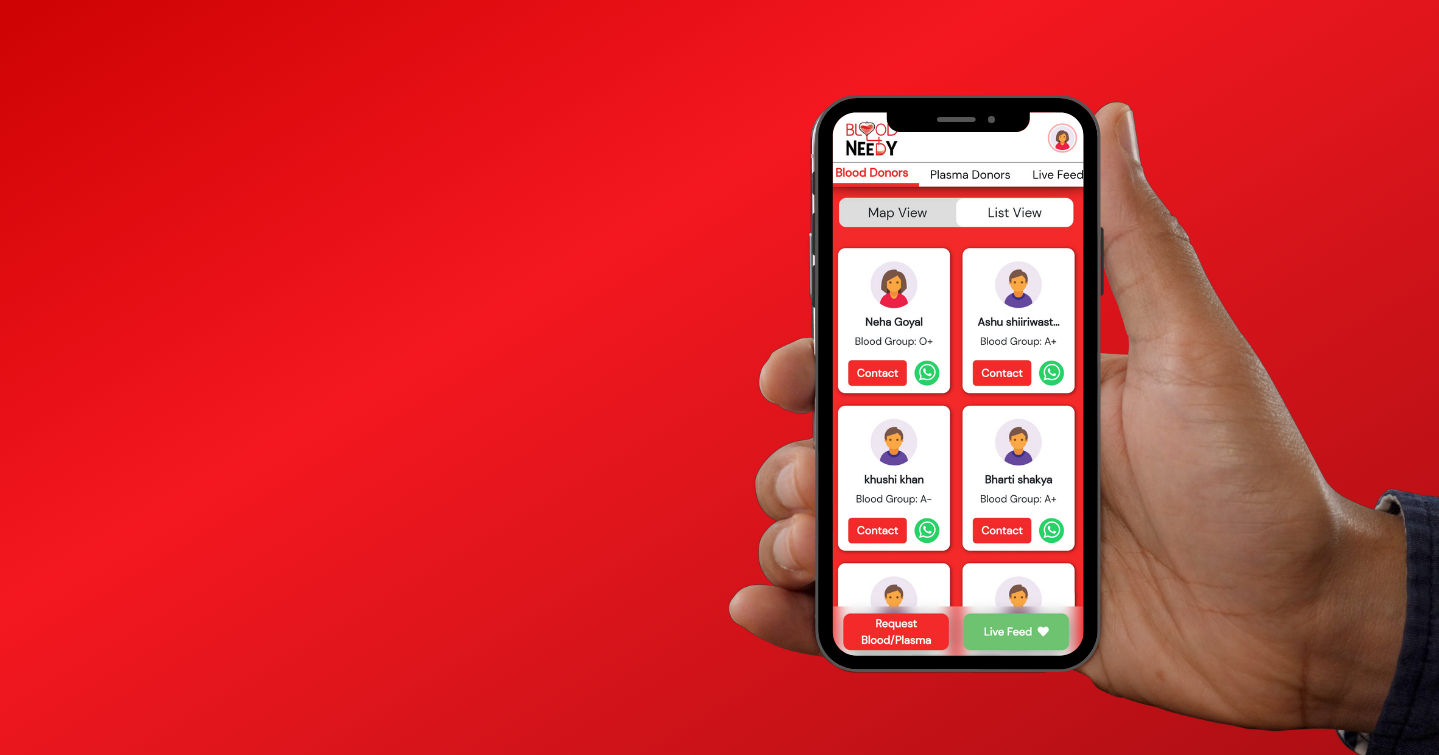 BLOOD
NEEDY
Blood Donors Plasma Donors Live Feed
Map View List View
Neha Goyal Ashu shiiriwast...
Blood Group: O+ Blood Group: A+
Contact Contact
khushi khan Bharti shakya
Blood Group: A- Blood Group: A+
Contact Contact
Request
Blood/Plasma
Live Feed